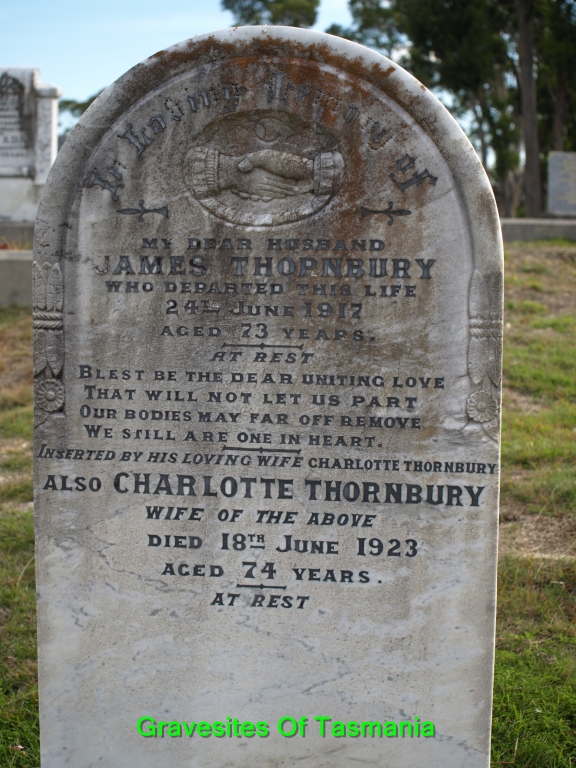 In Loving Memory of
MY DEAR HUSBAND
JAMES THORNBURY
WHO DEPARTED THIS LIFE
24TH JUNE 1917
AGED 73 YEARS.
AT REST
BLEST BE THE DEAR UNITING LOVE
THAT WILL NOT LET US PART
OUR BODIES MAY FAR OFF REMOVE
WE STILL ARE ONE IN HEART.
INSERTED BY HIS LOVING WIFE CHARLOTTE THORNBURY
ALSO CHARLOTTE THORNBURY
WIFE OF THE ABOVE
DIED 18TH JUNE 1923
AGED 74 YEARS.
AT REST
Gravesites Of Tasmania